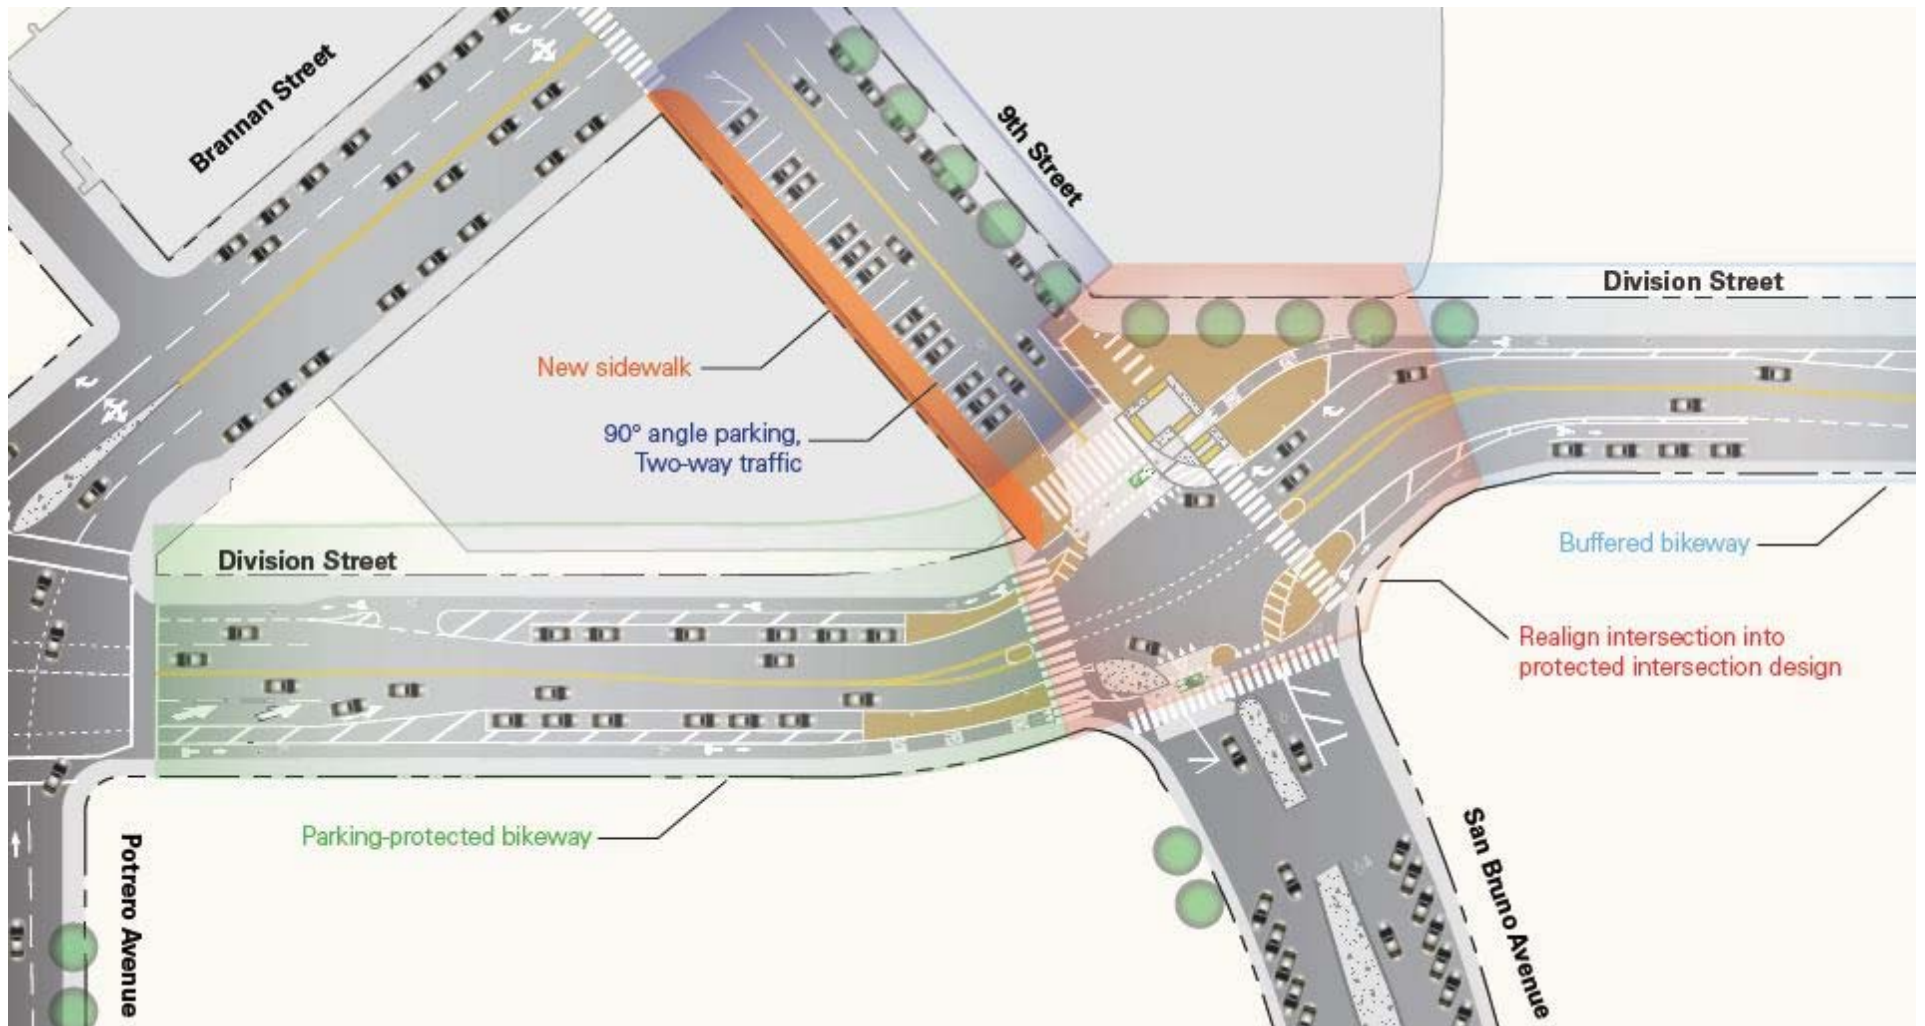 Brannan Street
9th Street
Division Street
New sidewalk
90° angle parking,
Two-way traffic
Buffered bikeway
Division Street
Realign intersection into
protected intersection design
Parking-protected bikeway
Potrero Avenue
San Bruno Avenue